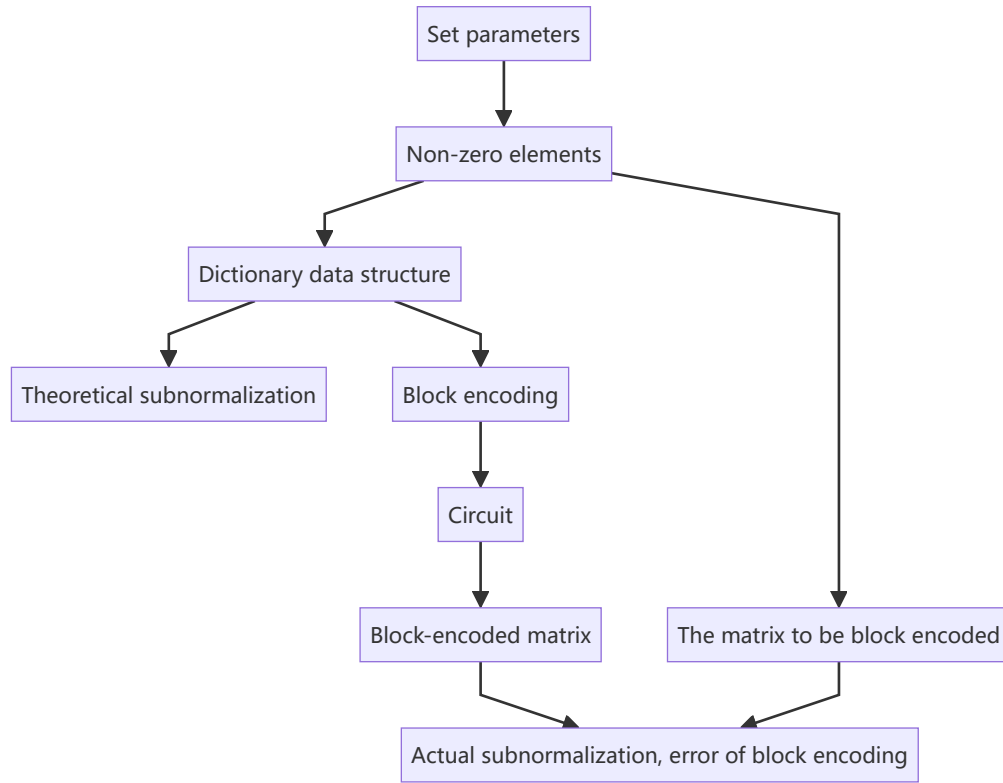 Set parameters
Non-zero elements
Dictionary data structure
Theoretical subnormalization
Block encoding
Circuit
Block-encoded matrix
The matrix to be block encoded
Actual subnormalization, error of block encoding